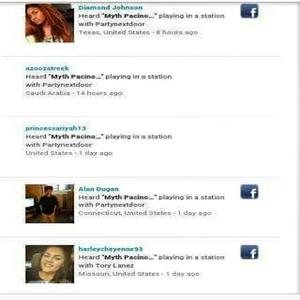 Diamond Johnson
Heard "Myth Pacino..." playing in a station
with Partynextdoor
Texas, United States - 8 hours ago
azoozatreek
Heard "Myth Pacino..." playing in a station
with Partynextdoor
Saudi Arabia - 14 hours ago
princessariyah13
Heard "Myth Pacino..." playing in a station
with Partynextdoor
United States - 1 day ago
Alan Dugan
Heard "Myth Pacino..." playing in a station
with Partynextdoor
Connecticut, United States - 1 day ago
harleycheyenne93
Heard "Myth Pacino..." playing in a station
with Tory Lanez
Missouri, United States - 1 day ago